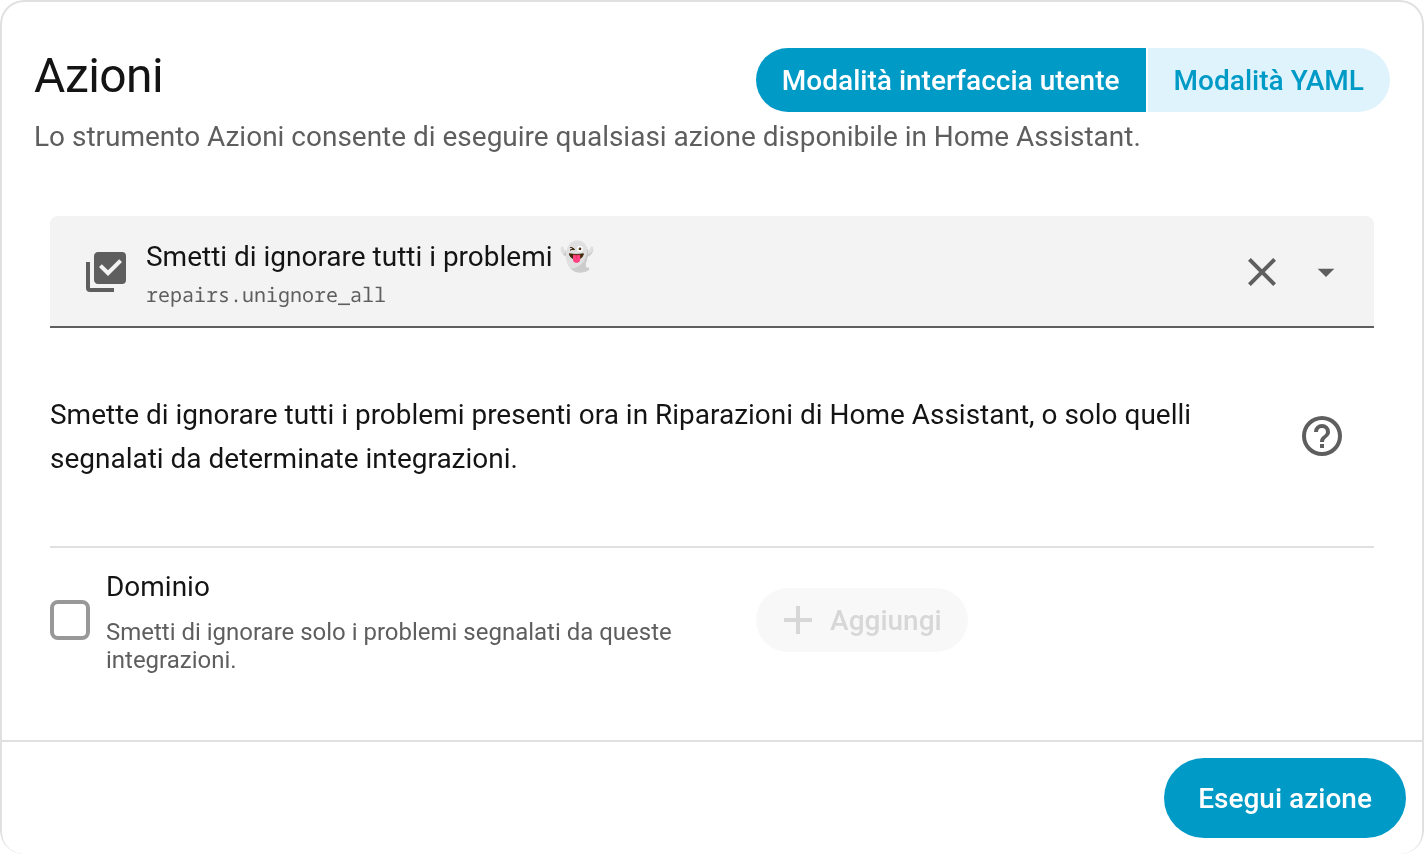 Azioni
Modalità interfaccia utente
Modalità YAML
Lo strumento Azioni consente di eseguire qualsiasi azione disponibile in Home Assistant.
Smetti di ignorare tutti i problemi 👻
repairs.unignore_all
Smette di ignorare tutti i problemi presenti ora in Riparazioni di Home Assistant, o solo quelli
segnalati da determinate integrazioni.
Dominio
Smetti di ignorare solo i problemi segnalati da queste
integrazioni.
Aggiungi
Esegui azione